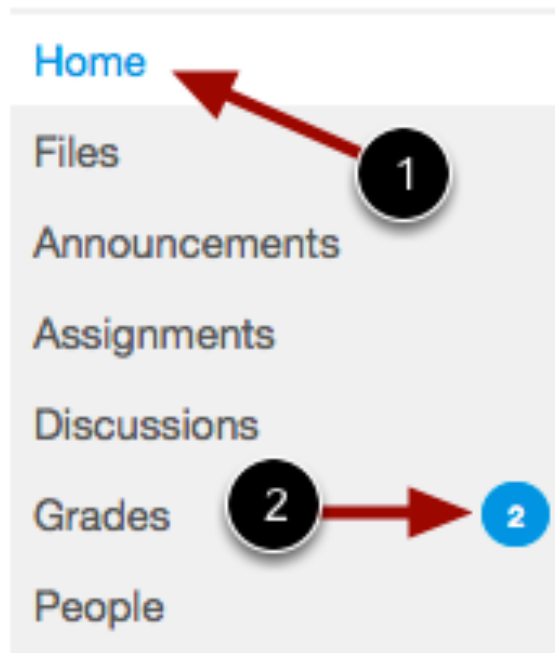 Home
1
Files
Announcements
Assignments
Discussions
Grades 2 2
People